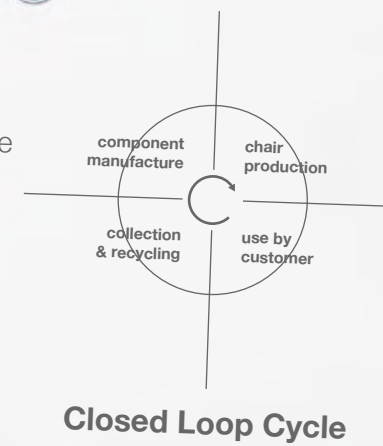 e
component
manufacture
chair
production
collection
& recycling
use by
customer
Closed Loop Cycle